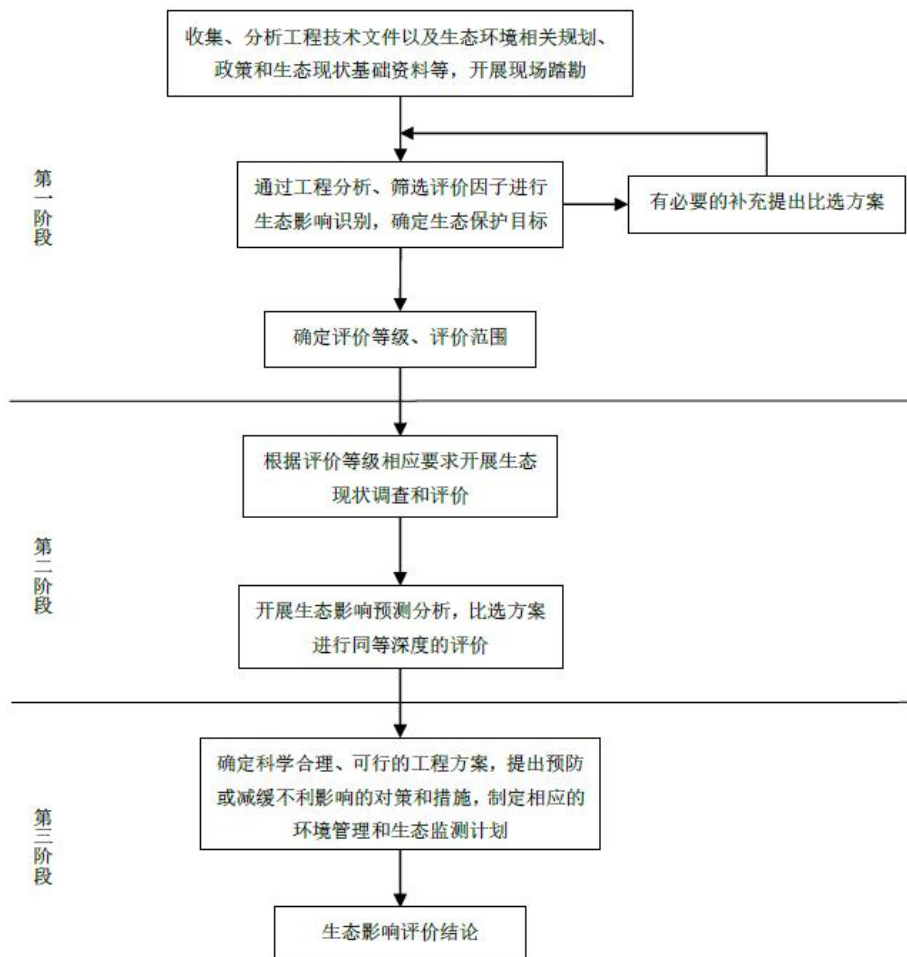 收集、分析工程技术文件以及生态环境相关规划、
政策和生态现状基础资料等，开展现场踏勘
第一阶段
通过工程分析、筛选评价因子进行
生态影响识别，确定生态保护目标
有必要的补充提出比选方案
确定评价等级、评价范围
第二阶段
根据评价等级相应要求开展生态
现状调查和评价
开展生态影响预测分析，比选方案
进行同等深度的评价
第三阶段
确定科学合理、可行的工程方案，提出预防
或减缓不利影响的对策和措施，制定相应的
环境管理和生态监测计划
生态影响评价结论